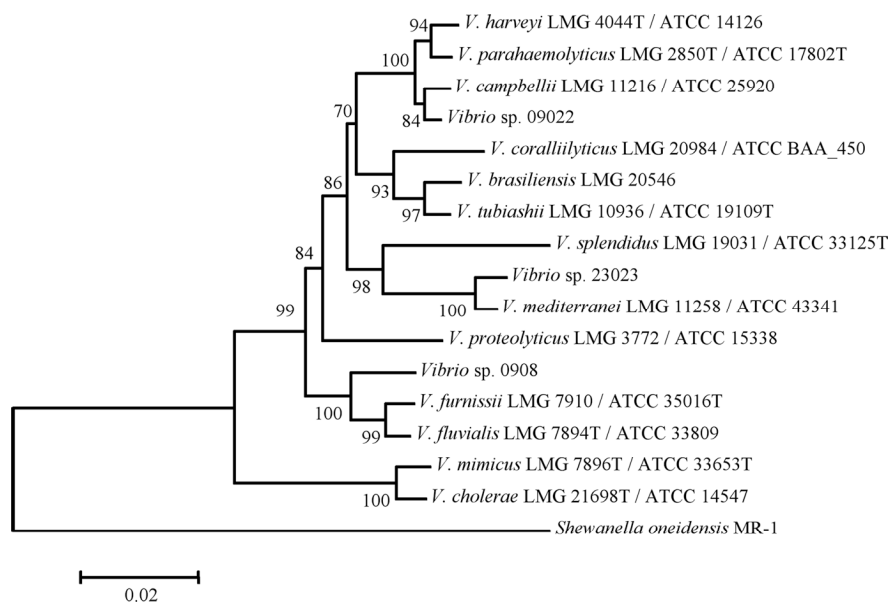 94
V. harveyi LMG 4044T / ATCC 14126
V. parahaemolyticus LMG 2850T / ATCC 17802T
100
V. campbellii LMG 11216 / ATCC 25920
84
Vibrio sp. 09022
70
V. coralliilyticus LMG 20984 / ATCC BAA_450
93
V. brasiliensis LMG 20546
97
V. tubiashii LMG 10936 / ATCC 19109T
86
V. splendidus LMG 19031 / ATCC 33125T
98
Vibrio sp. 23023
100
V. mediterranei LMG 11258 / ATCC 43341
84
V. proteolyticus LMG 3772 / ATCC 15338
99
Vibrio sp. 0908
100
V. furnissii LMG 7910 / ATCC 35016T
99
V. fluvialis LMG 7894T / ATCC 33809
V. mimicus LMG 7896T / ATCC 33653T
100
V. cholerae LMG 21698T / ATCC 14547
Shewanella oneidensis MR-1
0.02